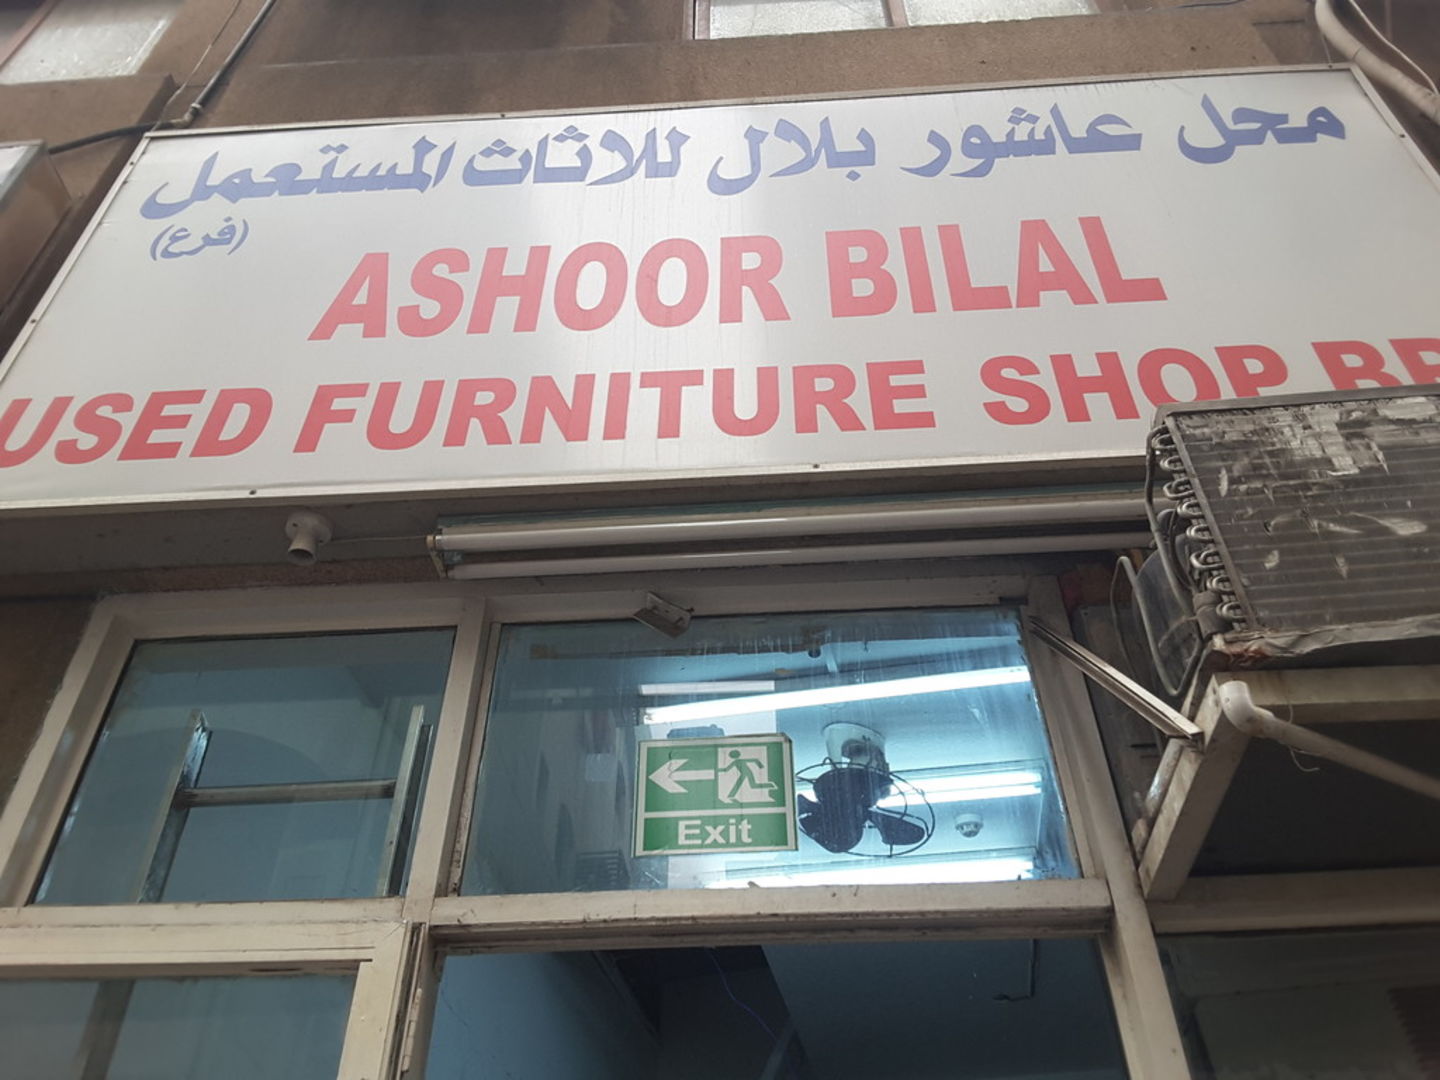 محل عاشور بلال للاثاث المستعمل
(فرع)
ASHOOR BILAL
USED FURNITURE SHOP
Exit